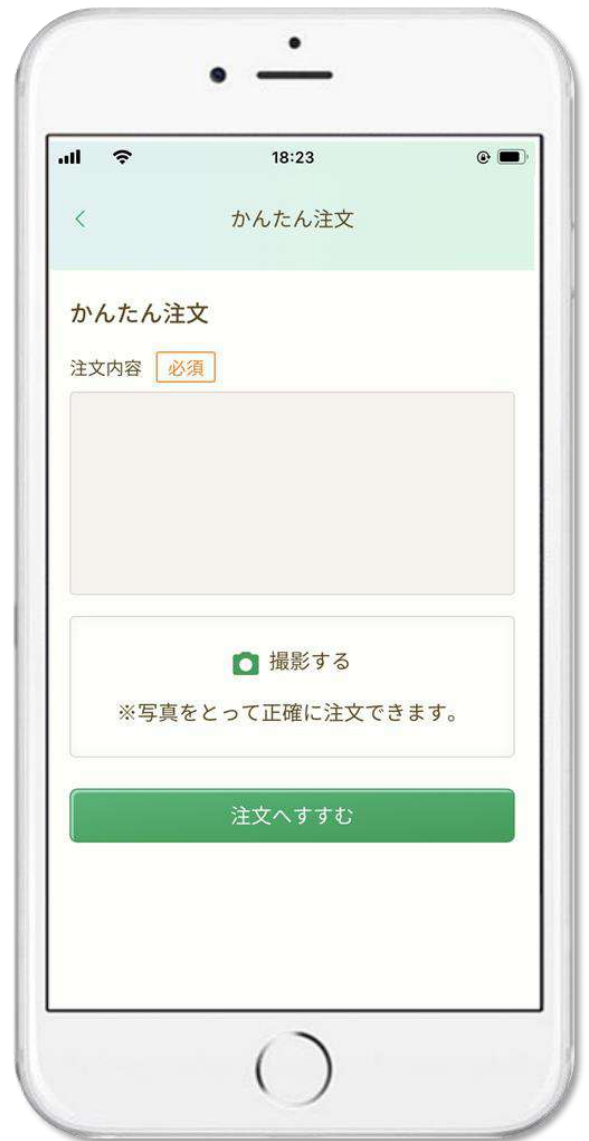 18:23
かんたん注文
かんたん注文
注文内容 必須
撮影する
※写真をとって正確に注文できます。
注文へすすむ